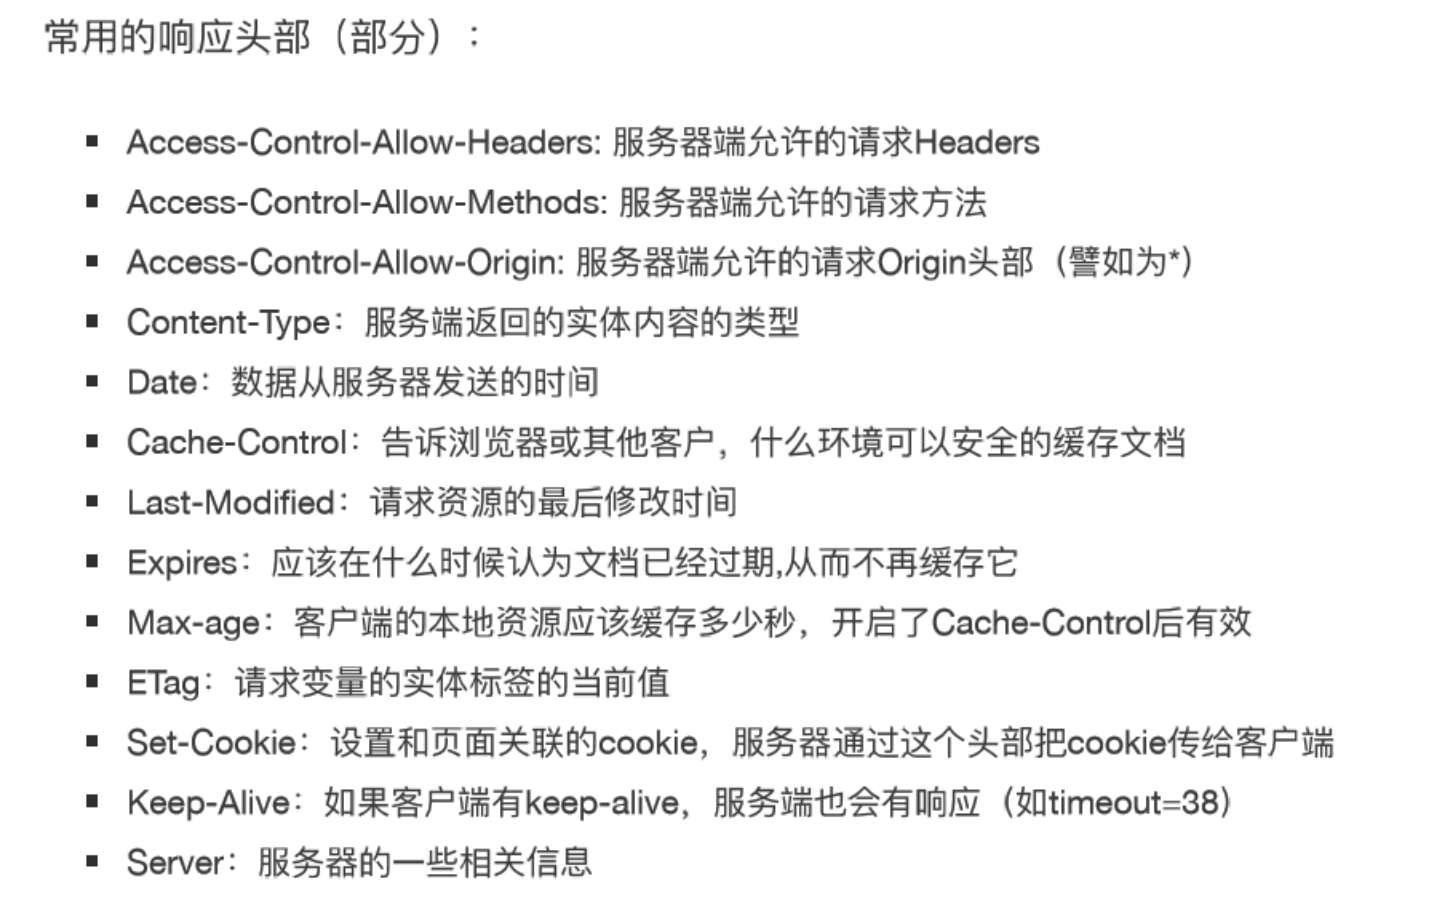 常用的响应头部（部分）：
▪ Access-Control-Allow-Headers: 服务器端允许的请求Headers
▪ Access-Control-Allow-Methods: 服务器端允许的请求方法
▪ Access-Control-Allow-Origin: 服务器端允许的请求Origin头部（譬如为*）
▪ Content-Type：服务端返回的实体内容的类型
▪ Date：数据从服务器发送的时间
▪ Cache-Control：告诉浏览器或其他客户，什么环境可以安全的缓存文档
▪ Last-Modified：请求资源的最后修改时间
▪ Expires：应该在什么时候认为文档已经过期,从而不再缓存它
▪ Max-age：客户端的本地资源应该缓存多少秒，开启了Cache-Control后有效
▪ ETag：请求变量的实体标签的当前值
▪ Set-Cookie：设置和页面关联的cookie，服务器通过这个头部把cookie传给客户端
▪ Keep-Alive：如果客户端有keep-alive，服务端也会有响应（如timeout=38）
▪ Server：服务器的一些相关信息